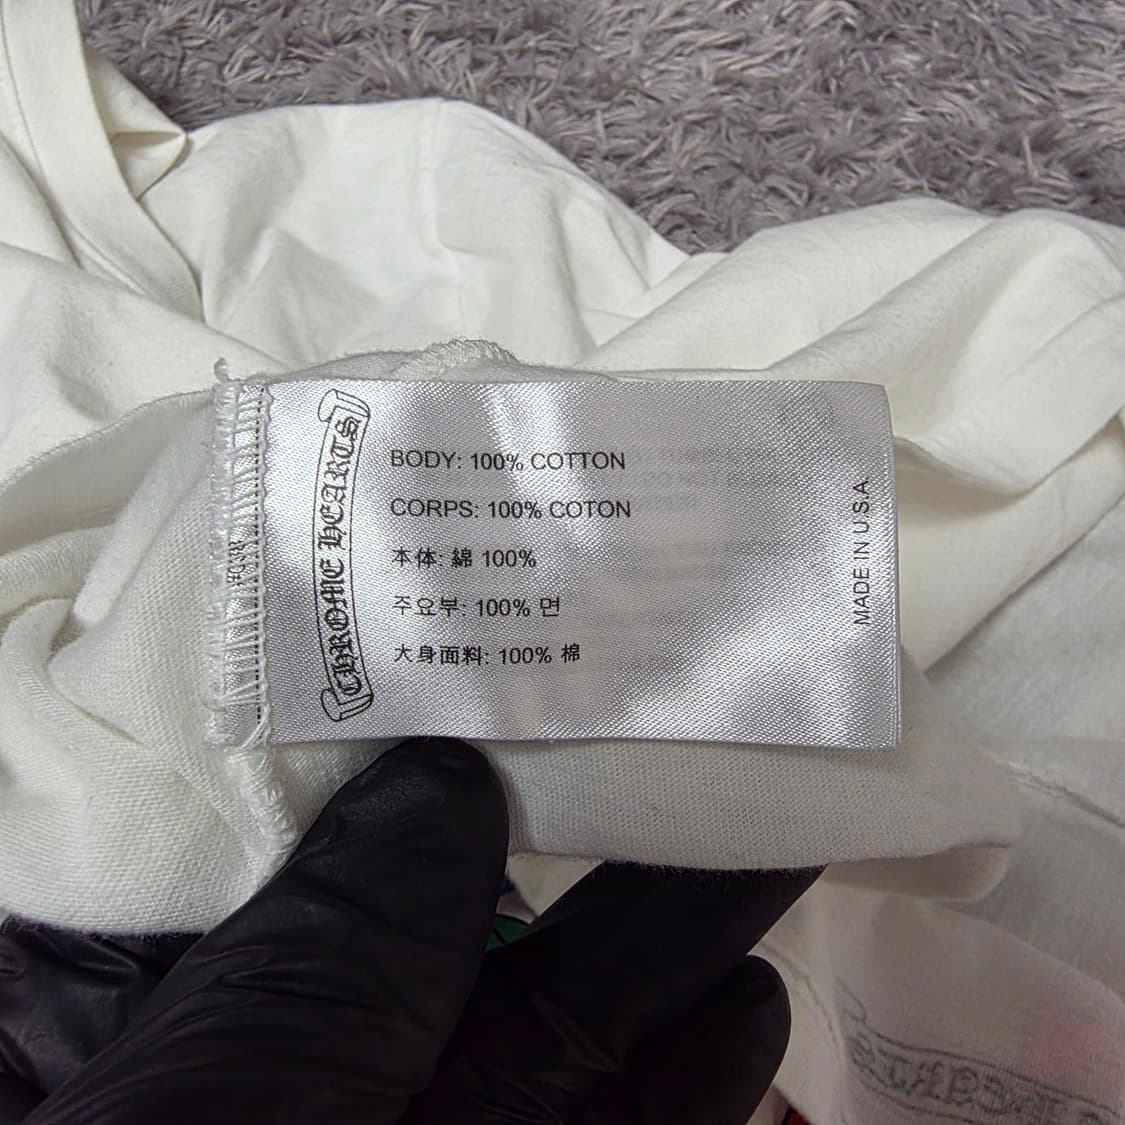 CHROME HEARTS
BODY: 100% COTTON
CORPS: 100% COTON
本体: 綿 100%
주요부: 100% 면
大身面料: 100% 棉
MADE IN U.S.A.